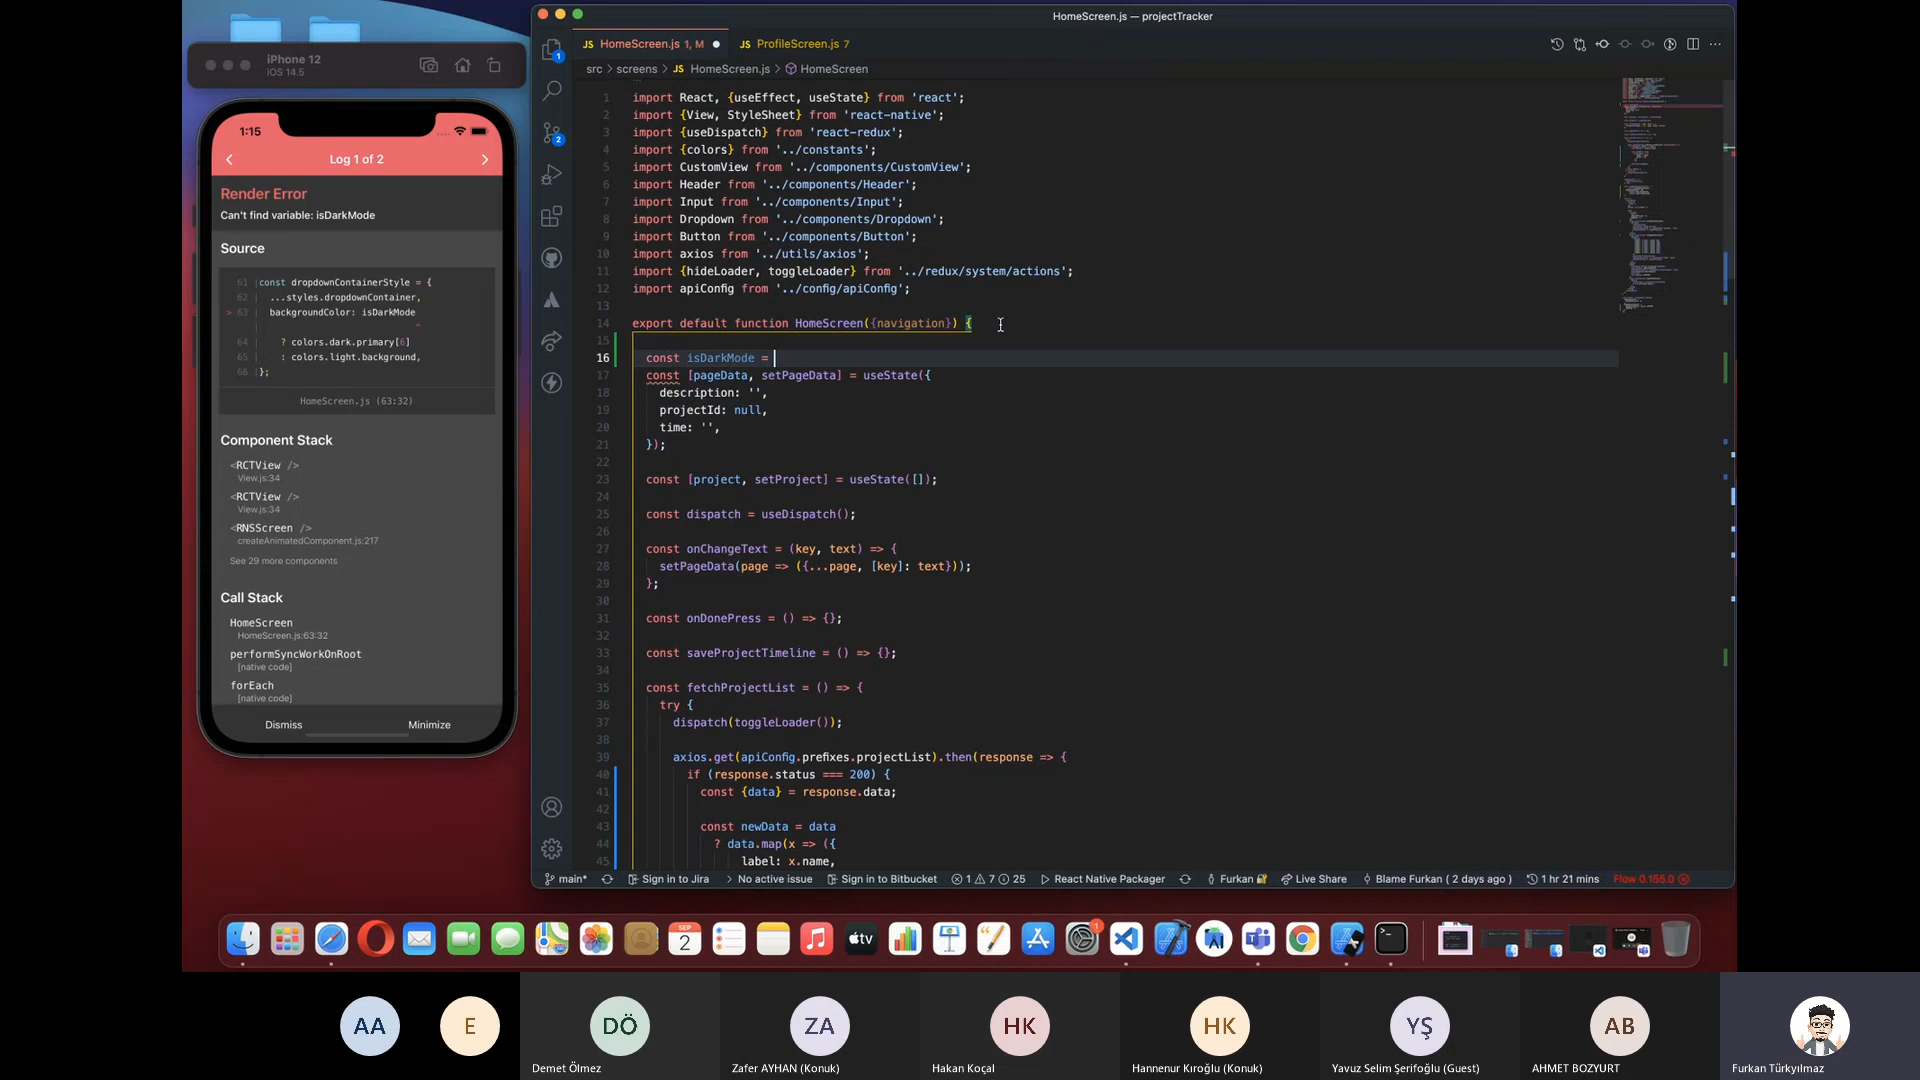 iPhone 12
iOS 14.5
1:15
Log 1 of 2
Render Error
Can't find variable: isDarkMode
Source
61 | const dropdownContainerStyle = {
62 | ...styles.dropdownContainer,
> 63 | backgroundColor: isDarkMode
| ^
64 | ? colors.dark.primary[6]
65 | : colors.light.background,
66 | };
HomeScreen.js (63:32)
Component Stack
<RCTView />
View.js:34
<RCTView />
View.js:34
<RNSScreen />
createAnimatedComponent.js:217
See 29 more components
Call Stack
HomeScreen
HomeScreen.js:63:32
performSyncWorkOnRoot
[native code]
forEach
[native code]
Dismiss
Minimize
HomeScreen.js — projectTracker
JS HomeScreen.js 1, M
JS ProfileScreen.js 7
src > screens > JS HomeScreen.js > HomeScreen
1 import React, {useEffect, useState} from 'react';
2 import {View, StyleSheet} from 'react-native';
3 import {useDispatch} from 'react-redux';
4 import {colors} from '../constants';
5 import CustomView from '../components/CustomView';
6 import Header from '../components/Header';
7 import Input from '../components/Input';
8 import Dropdown from '../components/Dropdown';
9 import Button from '../components/Button';
10 import axios from '../utils/axios';
11 import {hideLoader, toggleLoader} from '../redux/system/actions';
12 import apiConfig from '../config/apiConfig';
13
14 export default function HomeScreen({navigation}) {
15
16 const isDarkMode =
17 const [pageData, setPageData] = useState({
18 description: '',
19 projectId: null,
20 time: '',
21 });
22
23 const [project, setProject] = useState([]);
24
25 const dispatch = useDispatch();
26
27 const onChangeText = (key, text) => {
28 setPageData(page => ({...page, [key]: text}));
29 };
30
31 const onDonePress = () => {};
32
33 const saveProjectTimeline = () => {};
34
35 const fetchProjectList = () => {
36 try {
37 dispatch(toggleLoader());
38
39 axios.get(apiConfig.prefixes.projectList).then(response => {
40 if (response.status === 200) {
41 const {data} = response.data;
42
43 const newData = data
44 ? data.map(x => ({
45 label: x.name,
1
2
main*
Sign in to Jira
No active issue
Sign in to Bitbucket
1 7 25
React Native Packager
Furkan
Live Share
Blame Furkan ( 2 days ago )
1 hr 21 mins
Flow 0.155.0
SEP
2
tv
1
AA
E
DÖ
ZA
HK
HK
YŞ
AB
Demet Ölmez
Zafer AYHAN (Konuk)
Hakan Koçal
Hannenur Kıroğlu (Konuk)
Yavuz Selim Şerifoğlu (Guest)
AHMET BOZYURT
Furkan Türkyılmaz